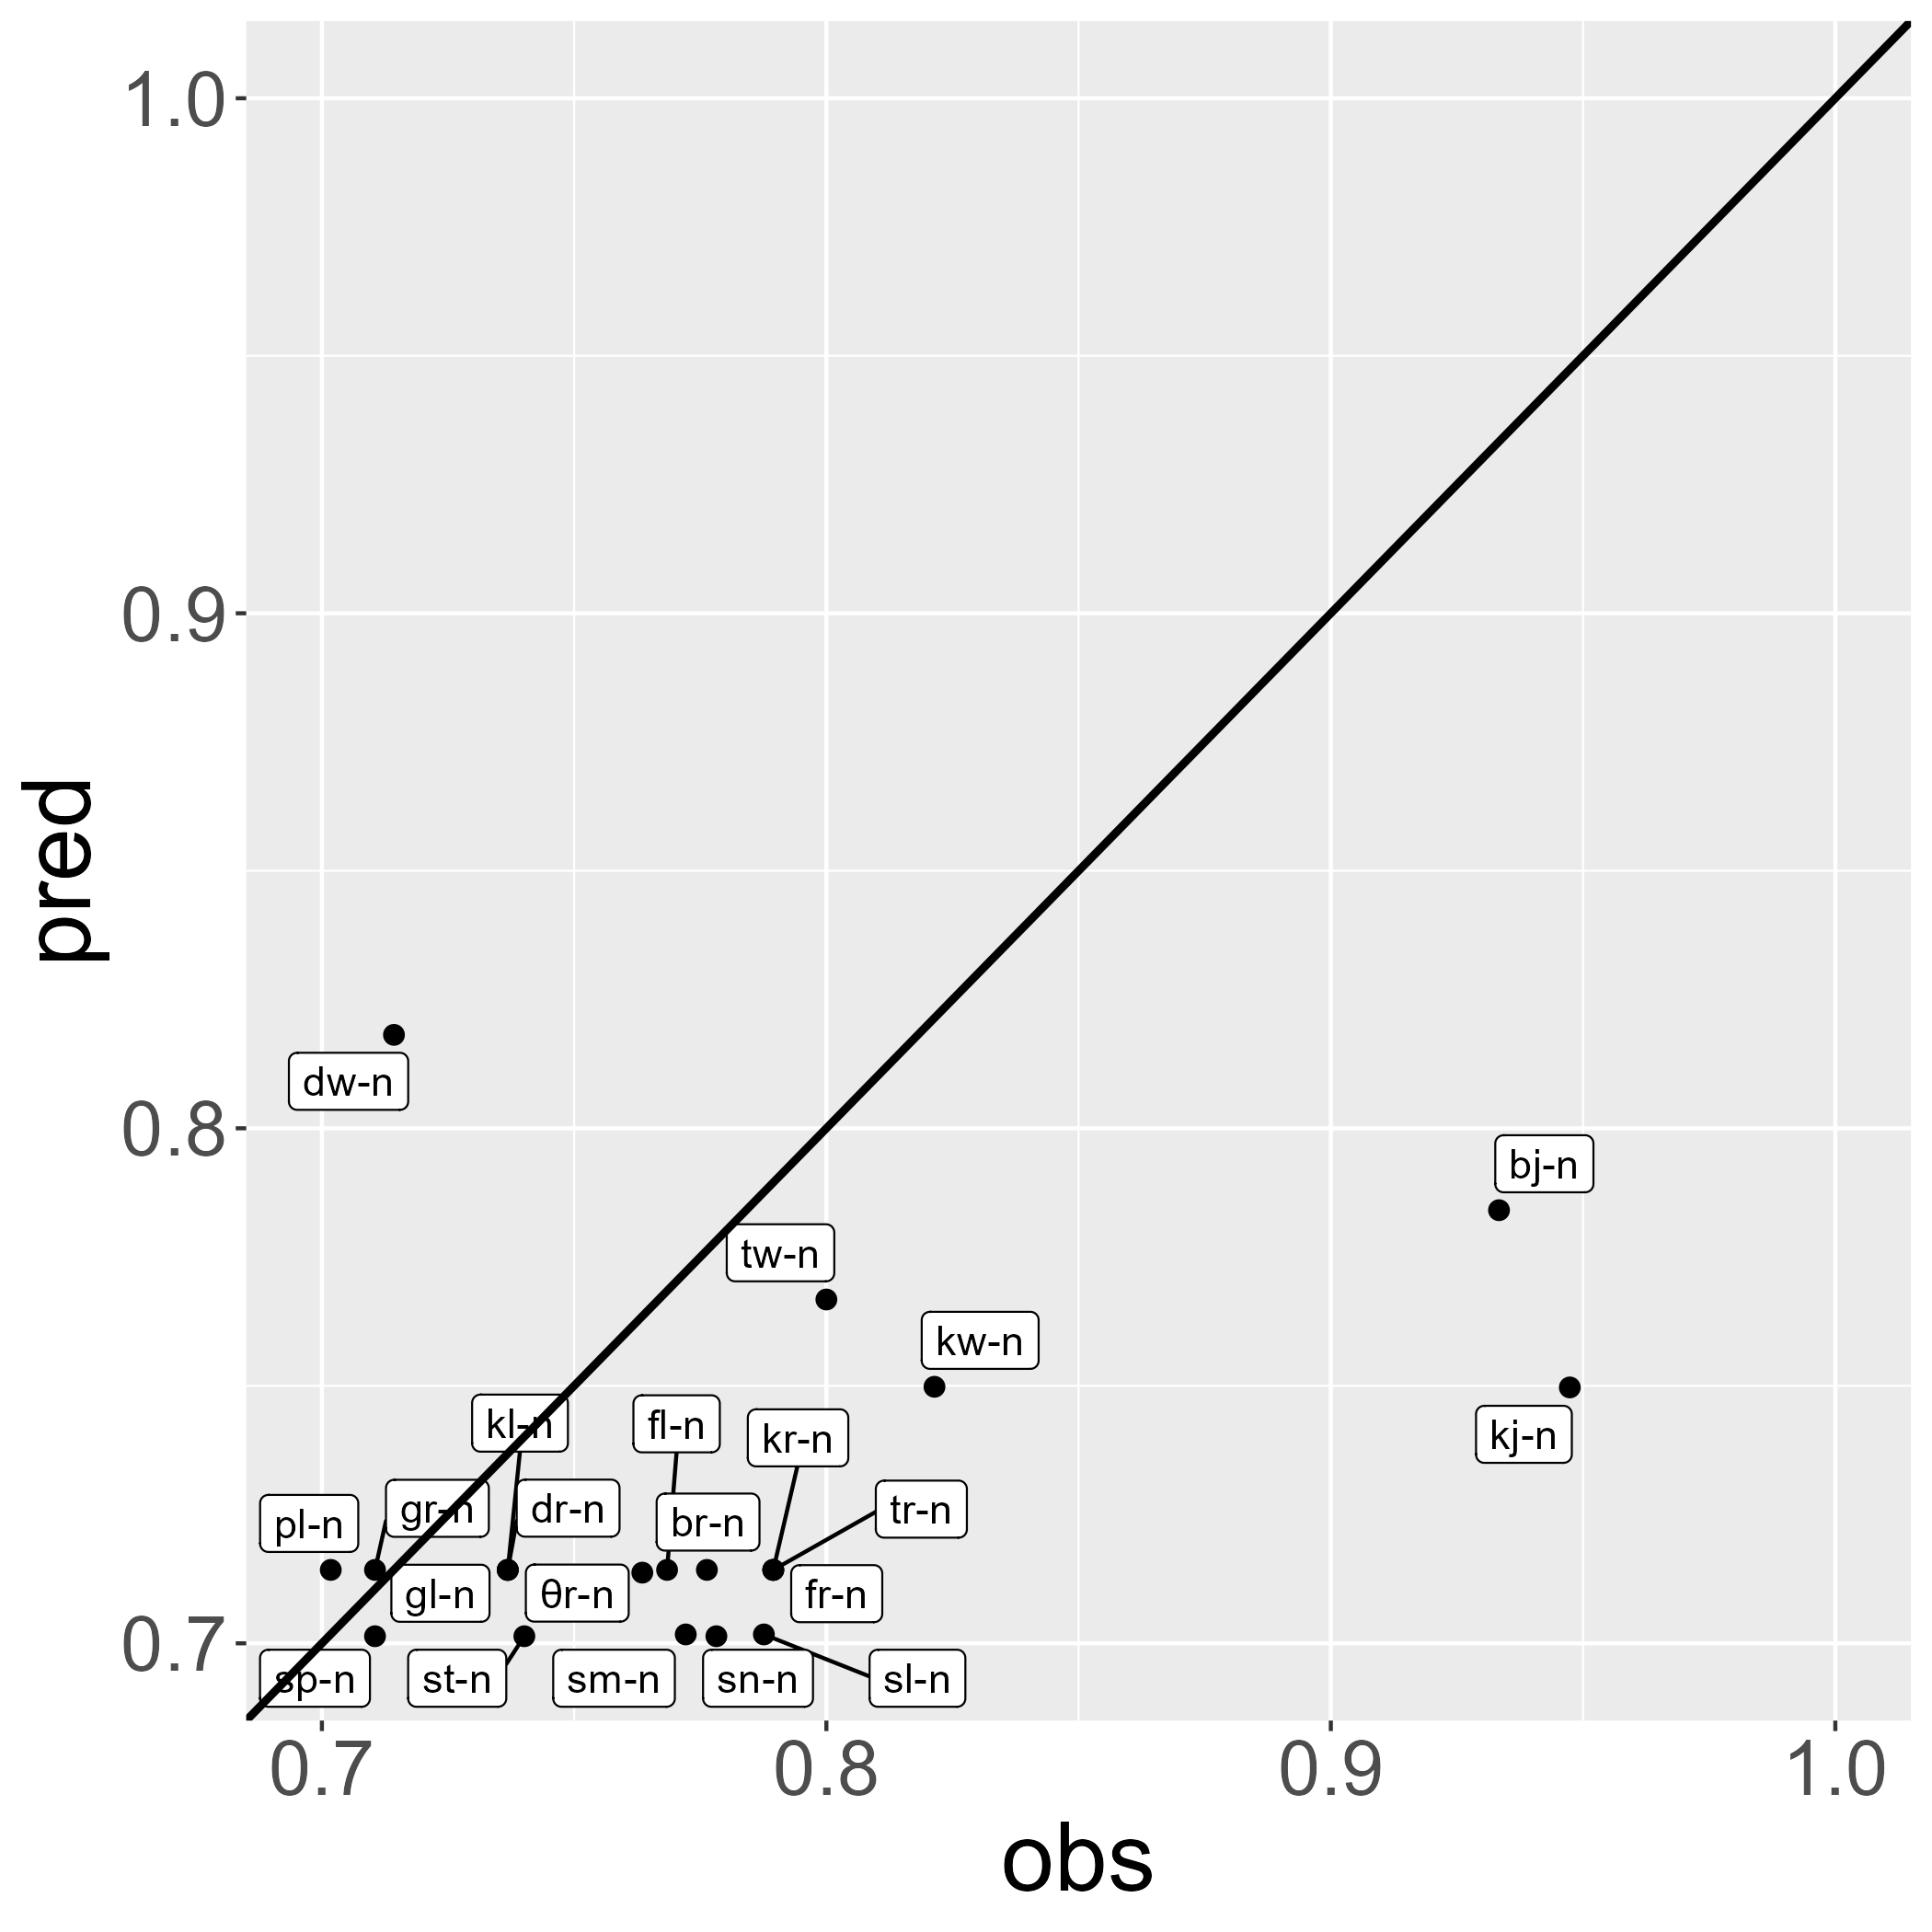 1.0
0.9
0.8
0.7
pred
dw-n
bj-n
tw-n
kw-n
kl-n
fl-n
kr-n
kj-n
pl-n
gr-n
dr-n
br-n
tr-n
gl-n
θr-n
fr-n
sp-n
st-n
sm-n
sn-n
sl-n
0.7
0.8
0.9
1.0
obs